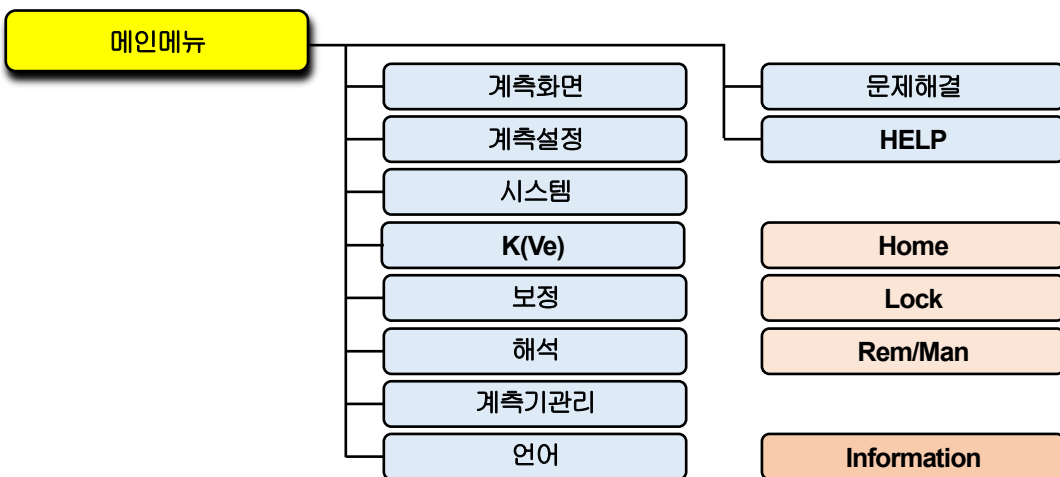 메인메뉴
계측화면
계측설정
시스템
K(Ve)
보정
해석
계측기관리
언어
문제해결
HELP
Home
Lock
Rem/Man
Information